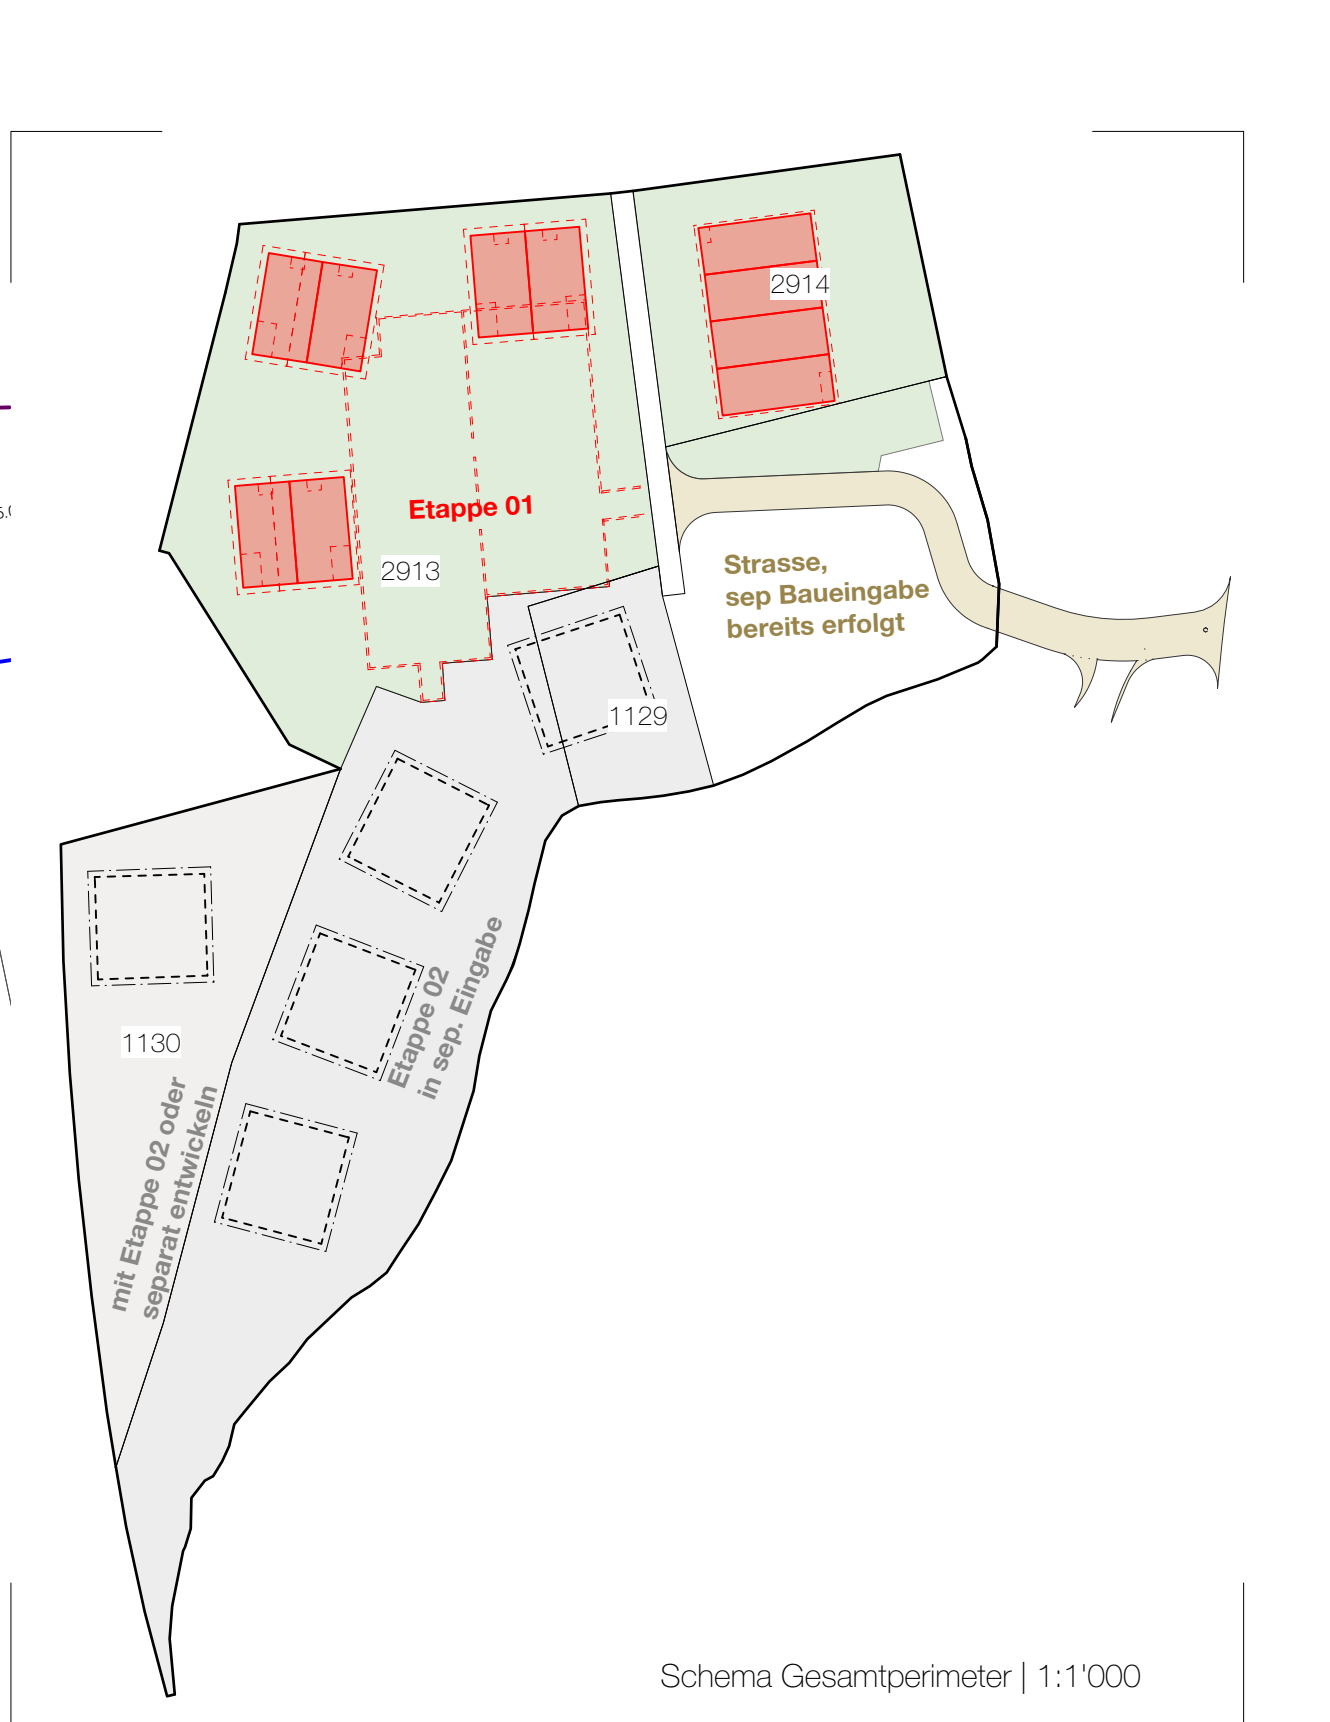 2914
Etappe 01
2913
Strasse,
sep Baueingabe
bereits erfolgt
1129
Etappe 02
in sep. Eingabe
1130
mit Etappe 02 oder
separat entwickeln
Schema Gesamtperimeter | 1:1'000